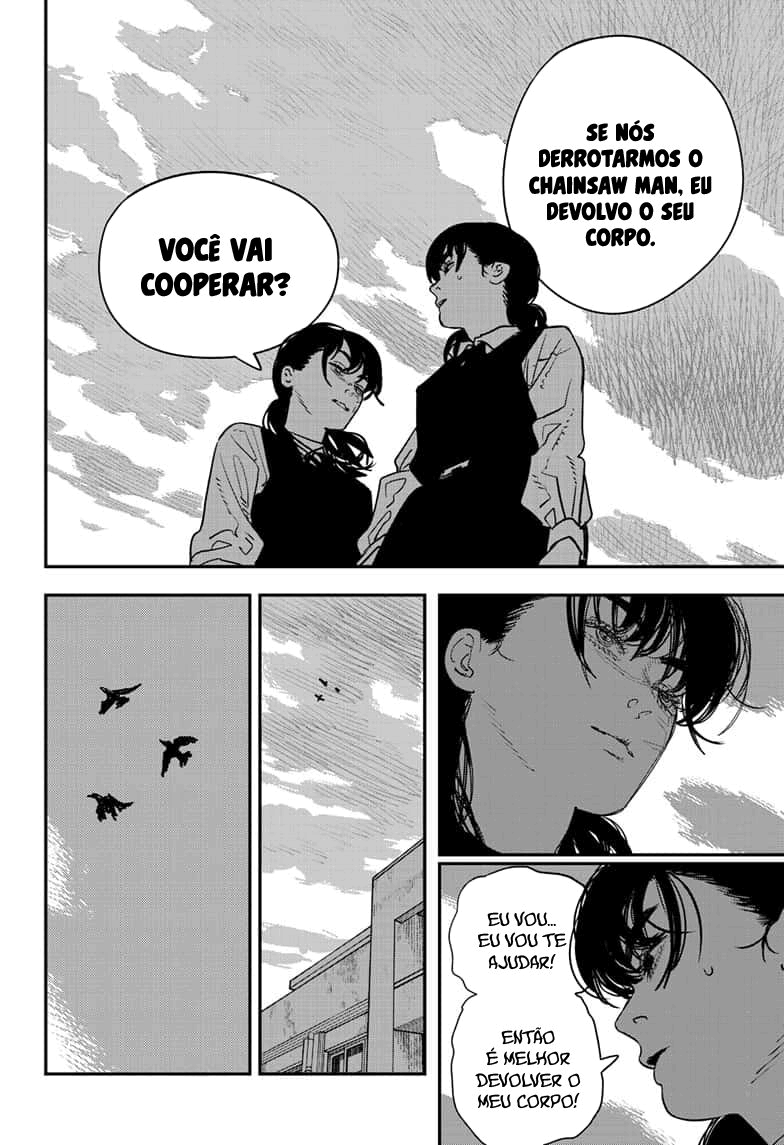 SE NÓS
DERROTARMOS O
CHAINSAW MAN, EU
DEVOLVO O SEU
CORPO.
VOCÊ VAI
COOPERAR?
EU VOU...
EU VOU TE
AJUDAR!
ENTÃO
É MELHOR
DEVOLVER O
MEU CORPO!